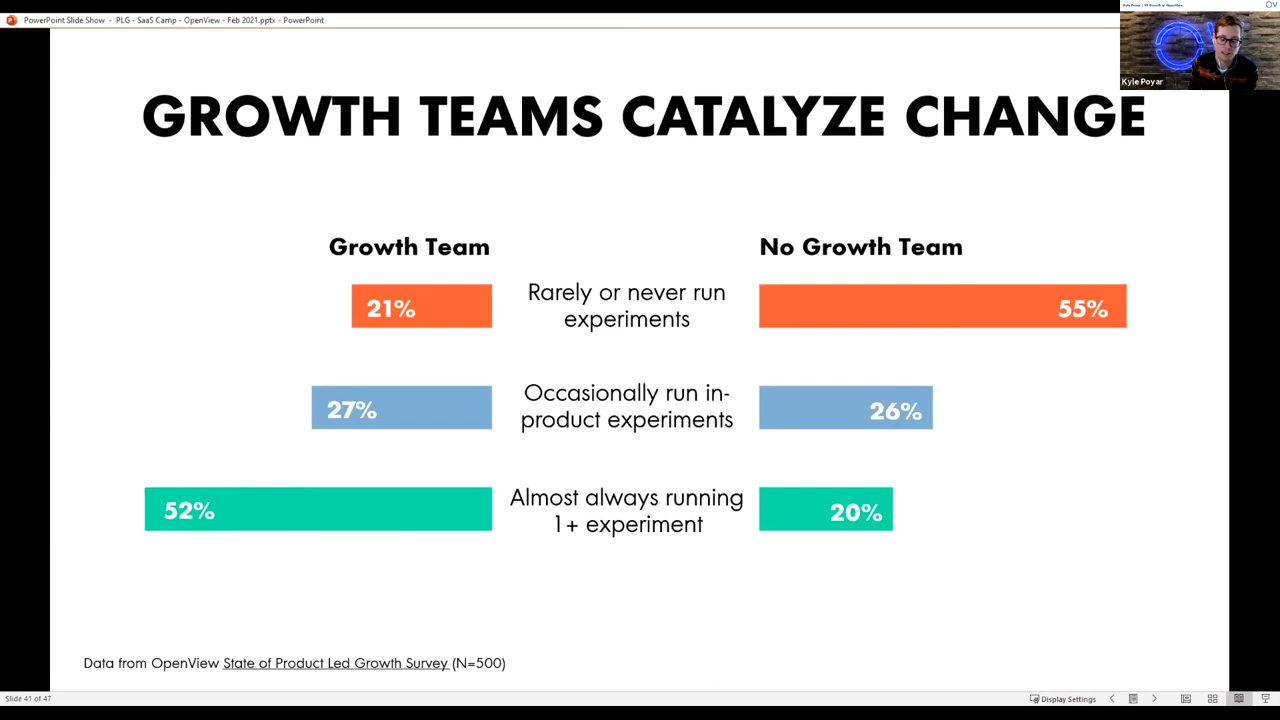 PowerPoint Slide Show - PLG - SaaS Camp - OpenView - Feb 2021.pptx - PowerPoint
Kyle Poyar
GROWTH TEAMS CATALYZE CHANGE
Growth Team
No Growth Team
21%
Rarely or never run
experiments
55%
27%
Occasionally run in-
product experiments
26%
52%
Almost always running
1+ experiment
20%
Data from OpenView State of Product Led Growth Survey (N=500)
Slide 41 of 47
Display Settings